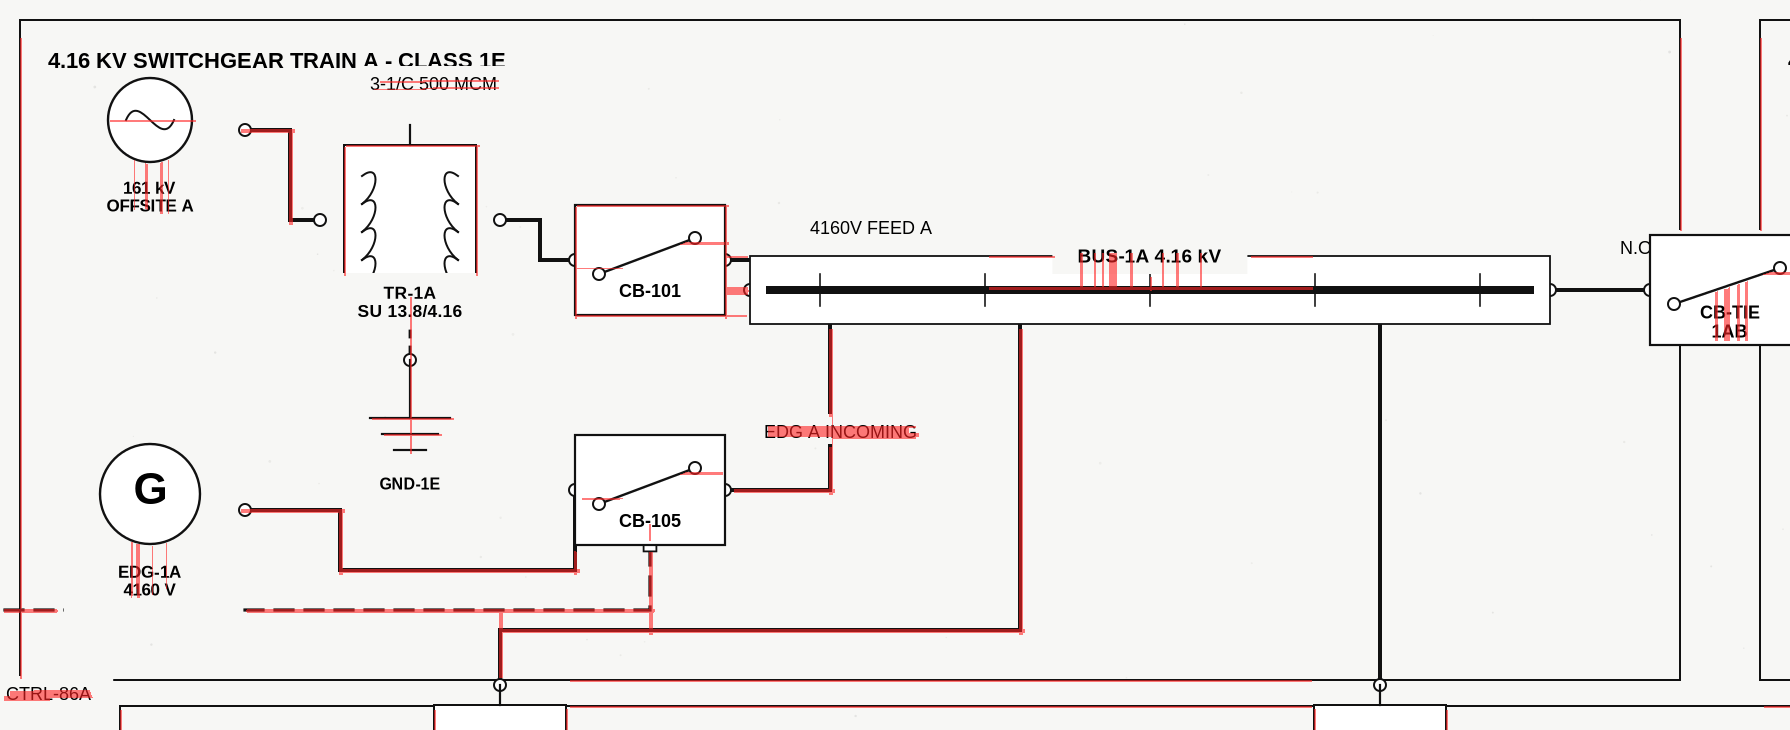 4.16 KV SWITCHGEAR TRAIN A - CLASS 1E
3-1/C 500 MCM
161 kV
OFFSITE A
4160V FEED A
N.O
BUS-1A 4.16 kV
TR-1A
SU 13.8/4.16
CB-101
CB-TIE
1AB
EDG A INCOMING
G
GND-1E
CB-105
EDG-1A
4160 V
CTRL-86A